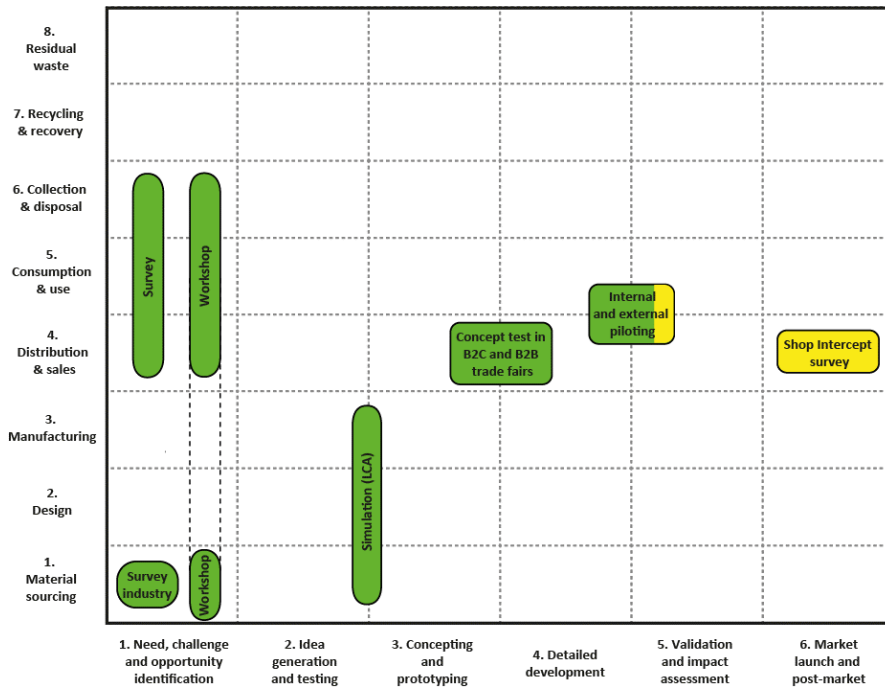 8.
Residual
waste
7. Recycling
& recovery
6. Collection
& disposal
5.
Consumption
& use
4.
Distribution
& sales
3.
Manufacturing
2.
Design
1.
Material
sourcing
Survey
Workshop
Internal
and external
piloting
Concept test in
B2C and B2B
trade fairs
Shop Intercept
survey
Simulation (LCA)
Survey
industry
Workshop
1. Need, challenge
and opportunity
identification
2. Idea
generation
and testing
3. Concepting
and
prototyping
4. Detailed
development
5. Validation
and impact
assessment
6. Market
launch and
post-market